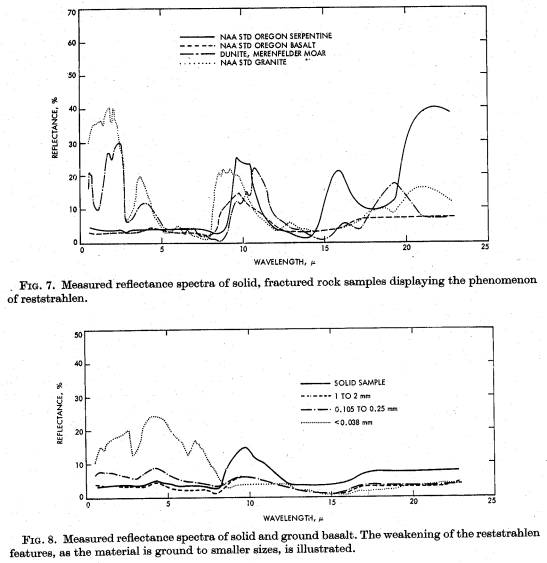 70
60
50
40
30
20
10
0
REFLECTANCE, %
NAA STD OREGON SERPENTINE
NAA STD OREGON BASALT
DUNITE, MERENFELDER MOAR
NAA STD GRANITE
0 5 10 15 20 25
WAVELENGTH, μ
FIG. 7. Measured reflectance spectra of solid, fractured rock samples displaying the phenomenon
of reststrahlen.
50
40
30
20
10
0
REFLECTANCE, %
SOLID SAMPLE
1 TO 2 mm
0.105 TO 0.25 mm
<0.038 mm
0 5 10 15 20 25
WAVELENGTH, μ
FIG. 8. Measured reflectance spectra of solid and ground basalt. The weakening of the reststrahlen
features, as the material is ground to smaller sizes, is illustrated.